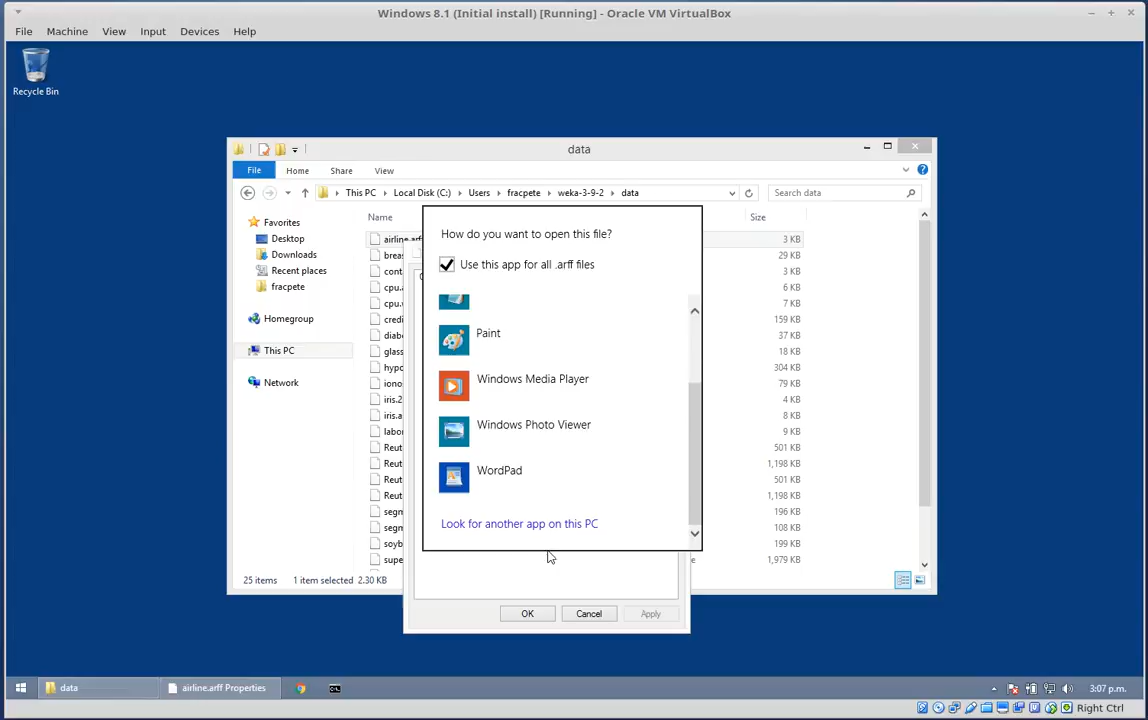 Windows 8.1 (Initial install) [Running] - Oracle VM VirtualBox
File Machine View Input Devices Help
Recycle Bin
data
File Home Share View
This PC Local Disk (C:) Users fracpete weka-3-9-2 data
Search data
Name Size
Favorites
Desktop
Downloads
Recent places
fracpete
Homegroup
This PC
Network
airline.arff
3 KB
29 KB
3 KB
6 KB
7 KB
159 KB
37 KB
18 KB
304 KB
79 KB
4 KB
8 KB
9 KB
501 KB
1,198 KB
501 KB
1,198 KB
196 KB
108 KB
199 KB
1,979 KB
How do you want to open this file?
Use this app for all .arff files
Paint
Windows Media Player
Windows Photo Viewer
WordPad
Look for another app on this PC
25 items 1 item selected 2.30 KB
OK Cancel Apply
data
airline.arff Properties
3:07 p.m.
Right Ctrl